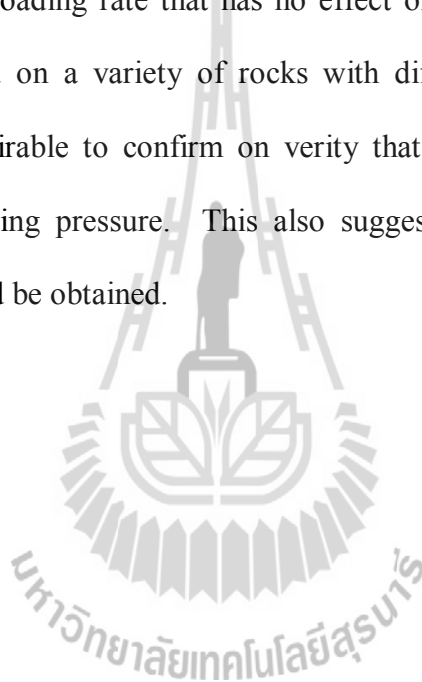 oading rate that has no effect o
on a variety of rocks with di
irable to confirm on verity that
ing pressure. This also sugges
d be obtained.
มหาวิทยาลัยเทคโนโลยีสุรนารี